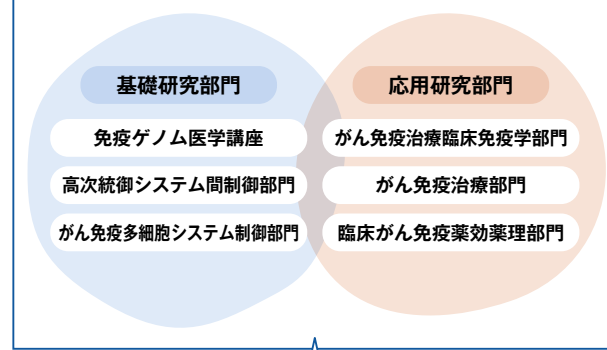 基礎研究部門
免疫ゲノム医学講座
高次統御システム間制御部門
がん免疫多細胞システム制御部門
応用研究部門
がん免疫治療臨床免疫学部門
がん免疫治療部門
臨床がん免疫薬効薬理部門